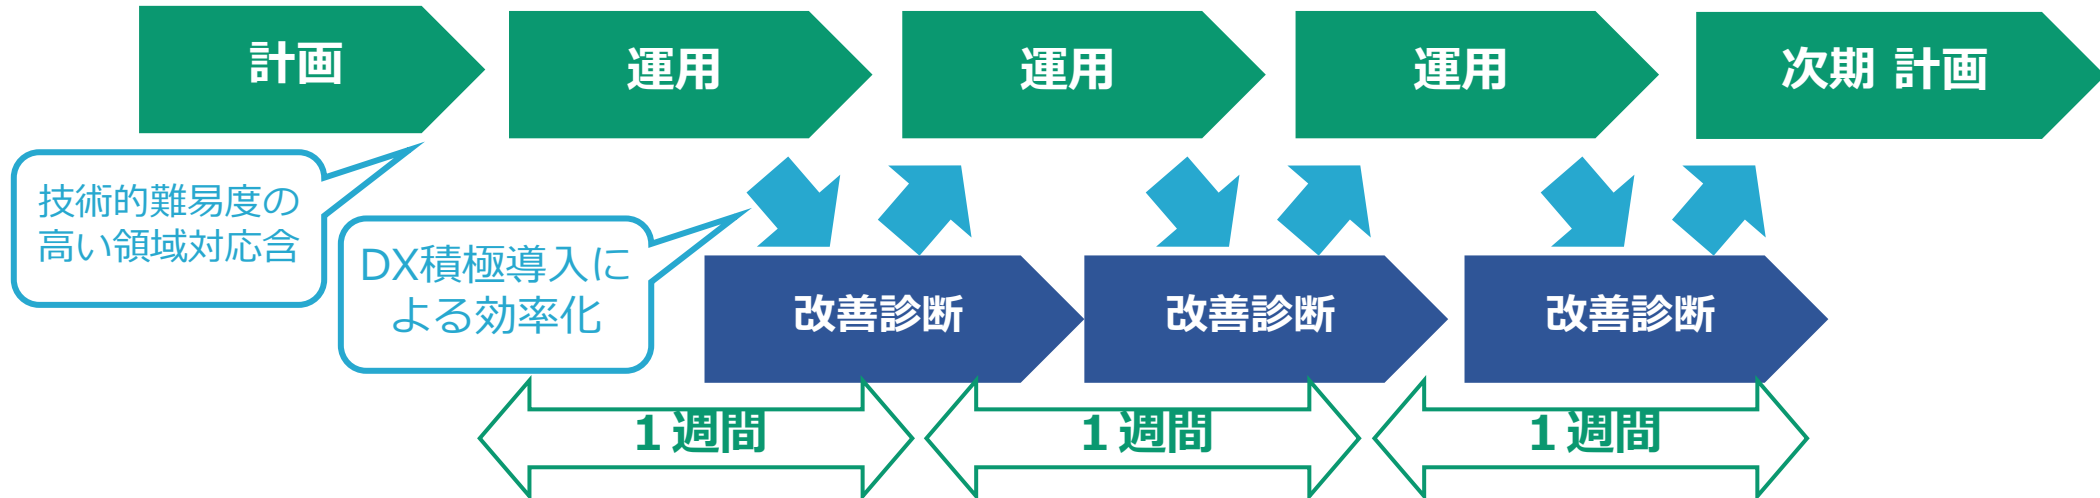 計画
運用
運用
運用
次期 計画
技術的難易度の
高い領域対応含
DX積極導入に
よる効率化
改善診断
改善診断
改善診断
１週間
１週間
１週間